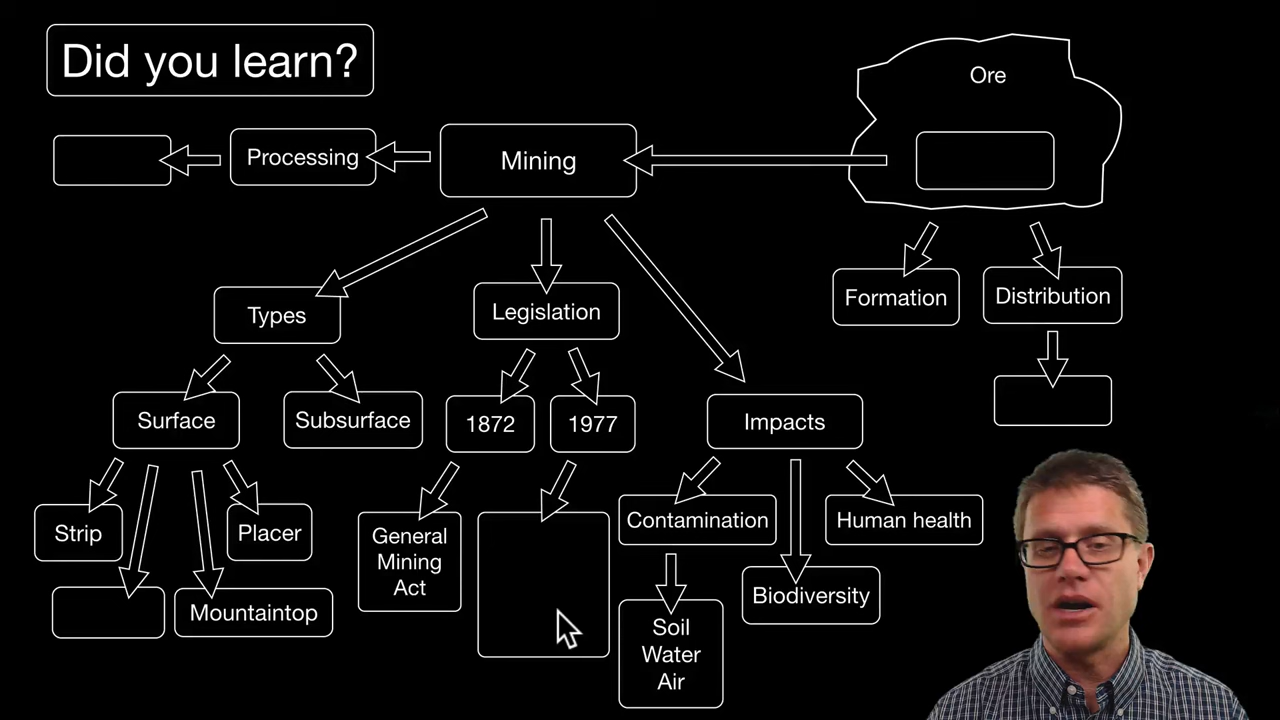 Did you learn?
Ore
Processing
Mining
Formation
Distribution
Types
Legislation
Surface
Subsurface
1872
1977
Impacts
Strip
Placer
General
Mining
Act
Contamination
Human health
Mountaintop
Biodiversity
Soil
Water
Air